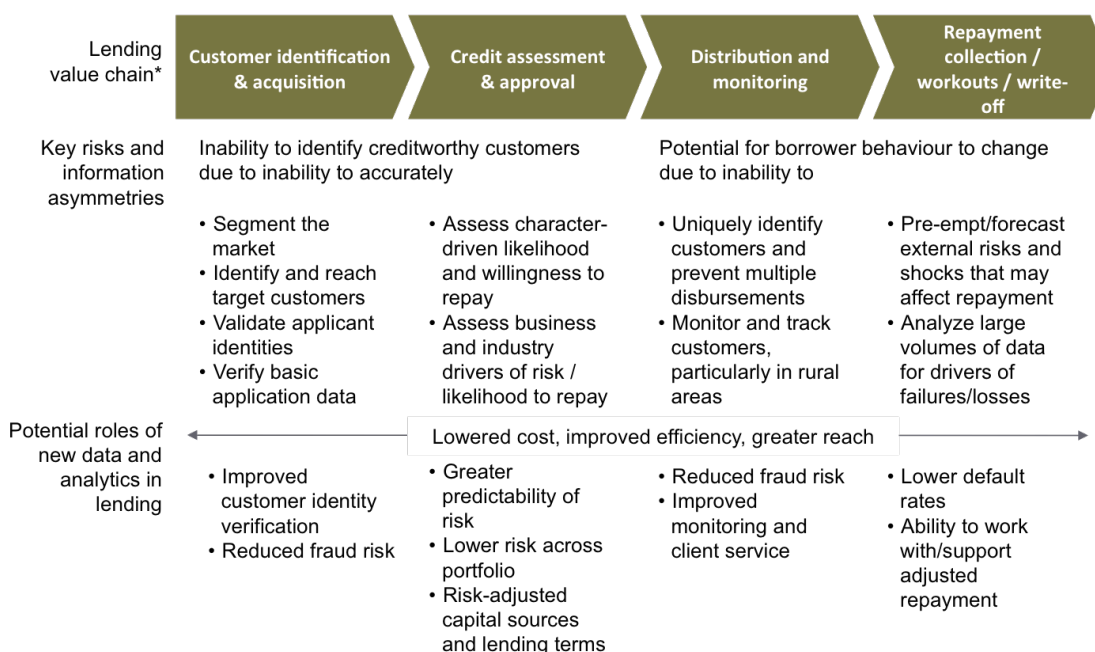 Lending
value chain*
Customer identification
& acquisition
Credit assessment
& approval
Distribution and
monitoring
Repayment
collection /
workouts / write-
off
Key risks and
information
asymmetries
Inability to identify creditworthy customers
due to inability to accurately
Potential for borrower behaviour to change
due to inability to
• Segment the
market
• Identify and reach
target customers
• Validate applicant
identities
• Verify basic
application data
• Assess character-
driven likelihood
and willingness to
repay
• Assess business
and industry
drivers of risk /
likelihood to repay
• Uniquely identify
customers and
prevent multiple
disbursements
• Monitor and track
customers,
particularly in rural
areas
• Pre-empt/forecast
external risks and
shocks that may
affect repayment
• Analyze large
volumes of data
for drivers of
failures/losses
Potential roles of
new data and
analytics in
lending
Lowered cost, improved efficiency, greater reach
• Improved
customer identity
verification
• Reduced fraud risk
• Greater
predictability of
risk
• Lower risk across
portfolio
• Risk-adjusted
capital sources
and lending terms
• Reduced fraud risk
• Improved
monitoring and
client service
• Lower default
rates
• Ability to work
with/support
adjusted
repayment